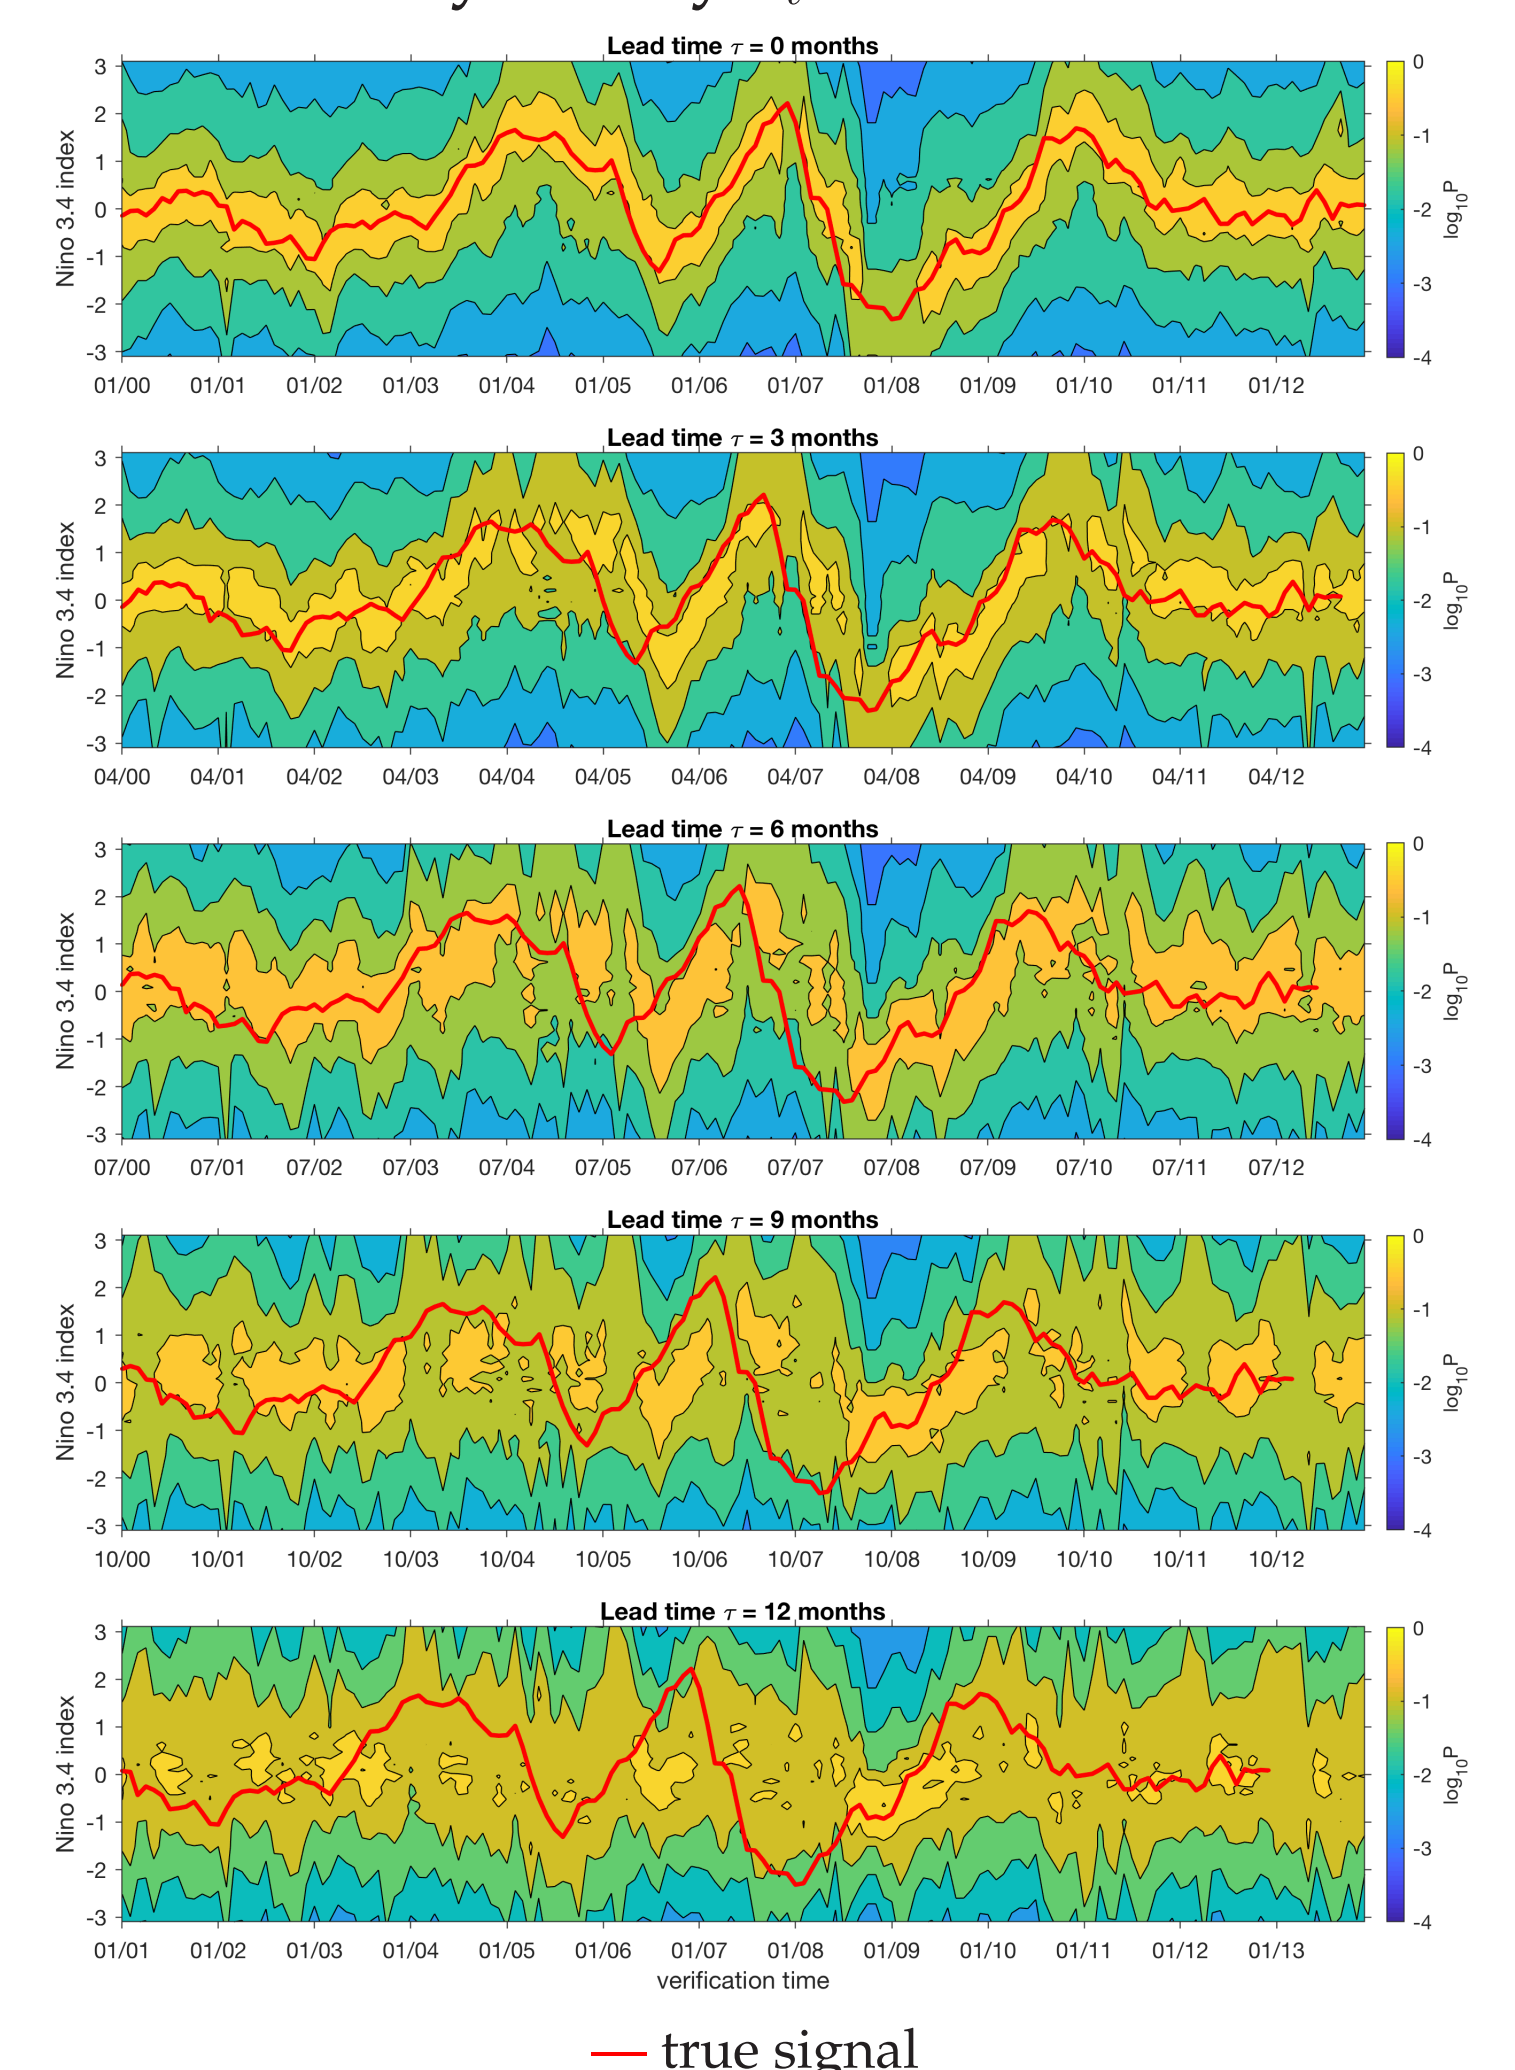 Lead time τ = 0 months
3
2
1
0
-1
-2
-3
Nino 3.4 index
01/00 01/01 01/02 01/03 01/04 01/05 01/06 01/07 01/08 01/09 01/10 01/11 01/12
0
-1
-2
-3
-4
log10P
Lead time τ = 3 months
3
2
1
0
-1
-2
-3
Nino 3.4 index
04/00 04/01 04/02 04/03 04/04 04/05 04/06 04/07 04/08 04/09 04/10 04/11 04/12
0
-1
-2
-3
-4
log10P
Lead time τ = 6 months
3
2
1
0
-1
-2
-3
Nino 3.4 index
07/00 07/01 07/02 07/03 07/04 07/05 07/06 07/07 07/08 07/09 07/10 07/11 07/12
0
-1
-2
-3
-4
log10P
Lead time τ = 9 months
3
2
1
0
-1
-2
-3
Nino 3.4 index
10/00 10/01 10/02 10/03 10/04 10/05 10/06 10/07 10/08 10/09 10/10 10/11 10/12
0
-1
-2
-3
-4
log10P
Lead time τ = 12 months
3
2
1
0
-1
-2
-3
Nino 3.4 index
01/01 01/02 01/03 01/04 01/05 01/06 01/07 01/08 01/09 01/10 01/11 01/12 01/13
0
-1
-2
-3
-4
log10P
verification time
true signal